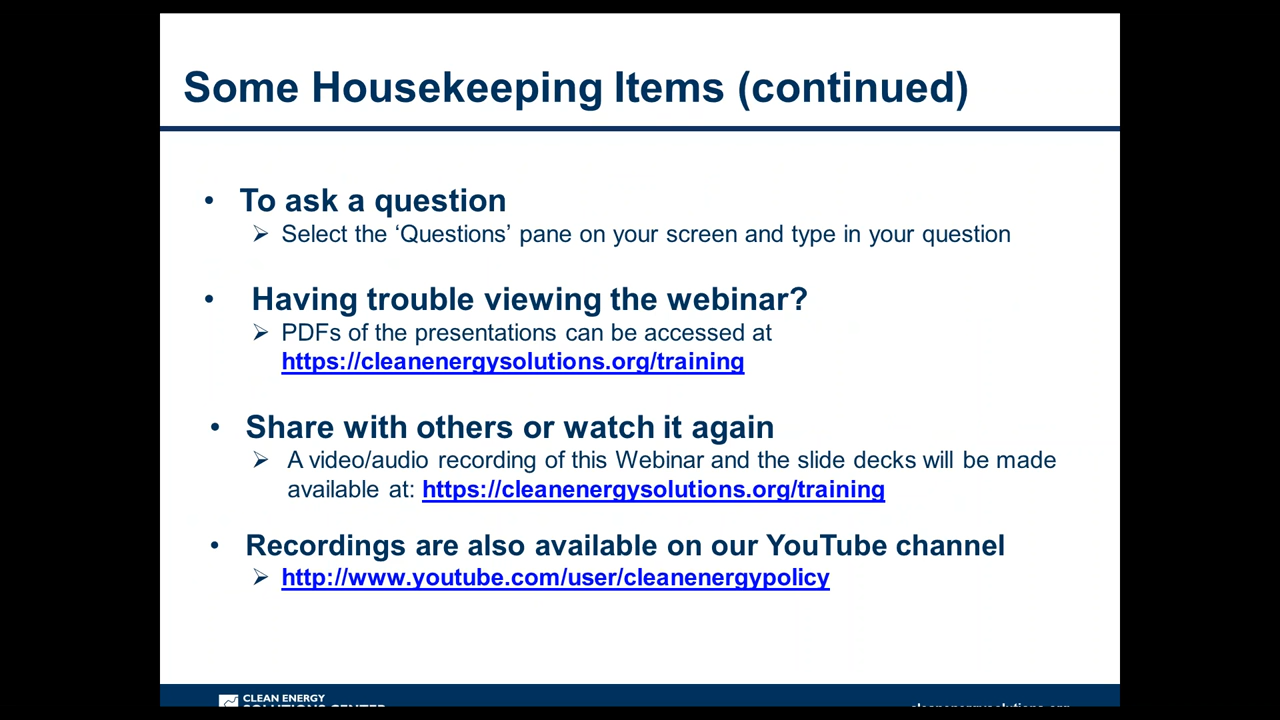 Some Housekeeping Items (continued)
• To ask a question
➢ Select the ‘Questions’ pane on your screen and type in your question
• Having trouble viewing the webinar?
➢ PDFs of the presentations can be accessed at
https://cleanenergysolutions.org/training
• Share with others or watch it again
➢ A video/audio recording of this Webinar and the slide decks will be made
available at: https://cleanenergysolutions.org/training
• Recordings are also available on our YouTube channel
➢ http://www.youtube.com/user/cleanenergypolicy
CLEAN ENERGY
SOLUTIONS CENTER
cleanenergysolutions.org